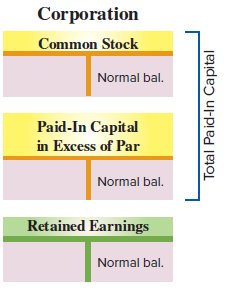 Corporation
Common Stock
Normal bal.
Paid-In Capital
in Excess of Par
Normal bal.
Retained Earnings
Normal bal.
Total Paid-In Capital